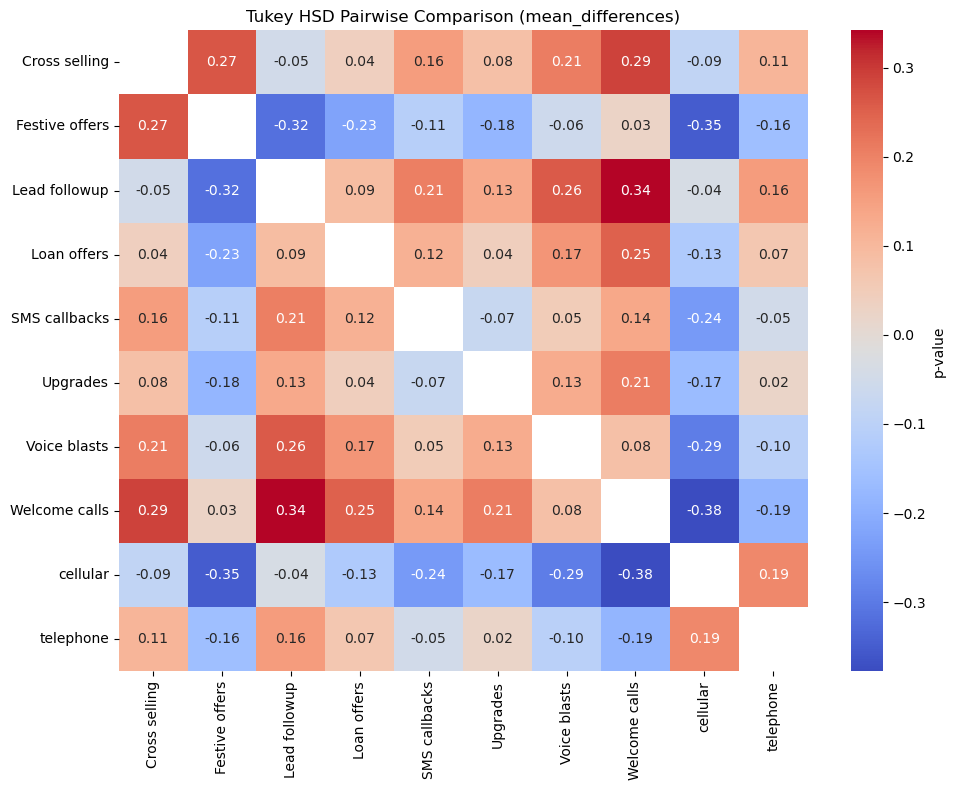 Tukey HSD Pairwise Comparison (mean_differences)
Cross selling 0.27 -0.05 0.04 0.16 0.08 0.21 0.29 -0.09 0.11
Festive offers 0.27 -0.32 -0.23 -0.11 -0.18 -0.06 0.03 -0.35 -0.16
Lead followup -0.05 -0.32 0.09 0.21 0.13 0.26 0.34 -0.04 0.16
Loan offers 0.04 -0.23 0.09 0.12 0.04 0.17 0.25 -0.13 0.07
SMS callbacks 0.16 -0.11 0.21 0.12 -0.07 0.05 0.14 -0.24 -0.05
Upgrades 0.08 -0.18 0.13 0.04 -0.07 0.13 0.21 -0.17 0.02
Voice blasts 0.21 -0.06 0.26 0.17 0.05 0.13 0.08 -0.29 -0.10
Welcome calls 0.29 0.03 0.34 0.25 0.14 0.21 0.08 -0.38 -0.19
cellular -0.09 -0.35 -0.04 -0.13 -0.24 -0.17 -0.29 -0.38 0.19
telephone 0.11 -0.16 0.16 0.07 -0.05 0.02 -0.10 -0.19 0.19
Cross selling
Festive offers
Lead followup
Loan offers
SMS callbacks
Upgrades
Voice blasts
Welcome calls
cellular
telephone
0.3
0.2
0.1
0.0
−0.1
−0.2
−0.3
p-value